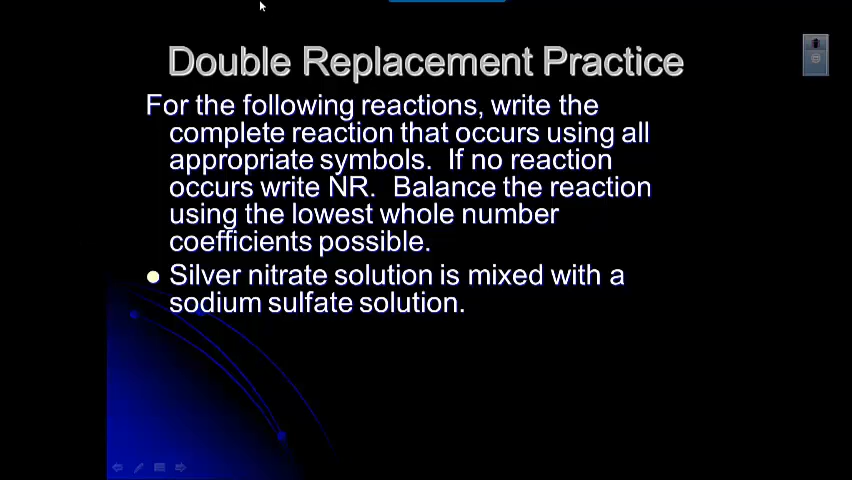 Double Replacement Practice
For the following reactions, write the
complete reaction that occurs using all
appropriate symbols. If no reaction
occurs write NR. Balance the reaction
using the lowest whole number
coefficients possible.
Silver nitrate solution is mixed with a
sodium sulfate solution.